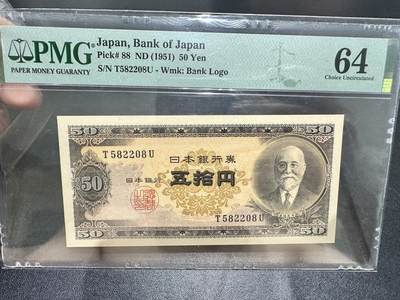 PMG
PAPER MONEY GUARANTY
Japan, Bank of Japan
Pick# 88 ND (1951) 50 Yen
S/N T582208U - Wmk: Bank Logo
64
Choice Uncirculated
50
50
T582208U
日本銀行券
50
日本銀行
五拾円
T582208U
50
50